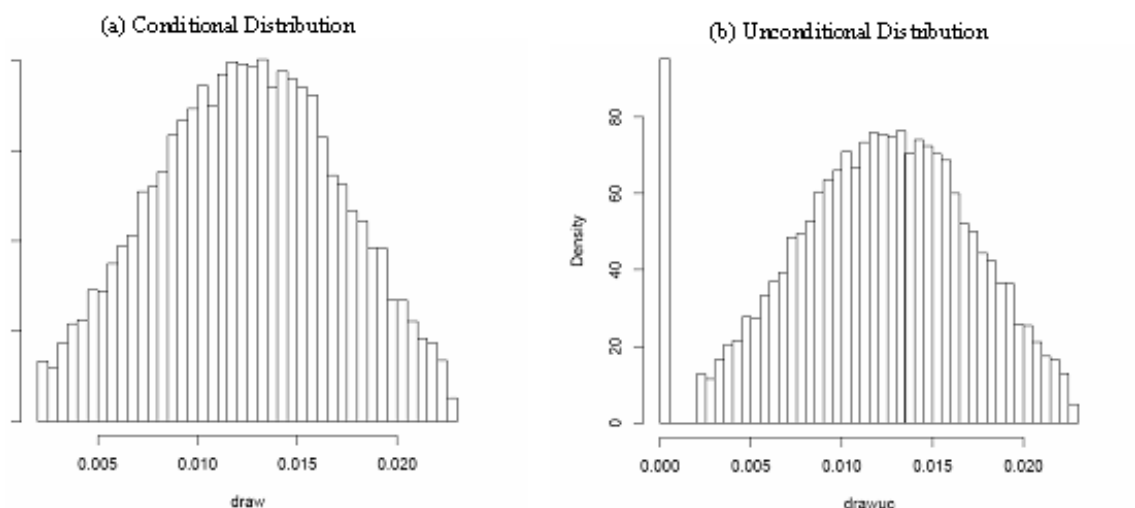 (a) Conditional Distribution
0.005 0.010 0.015 0.020
draw
(b) Unconditional Distribution
Density
80
60
40
20
0
0.000 0.005 0.010 0.015 0.020
drawuc